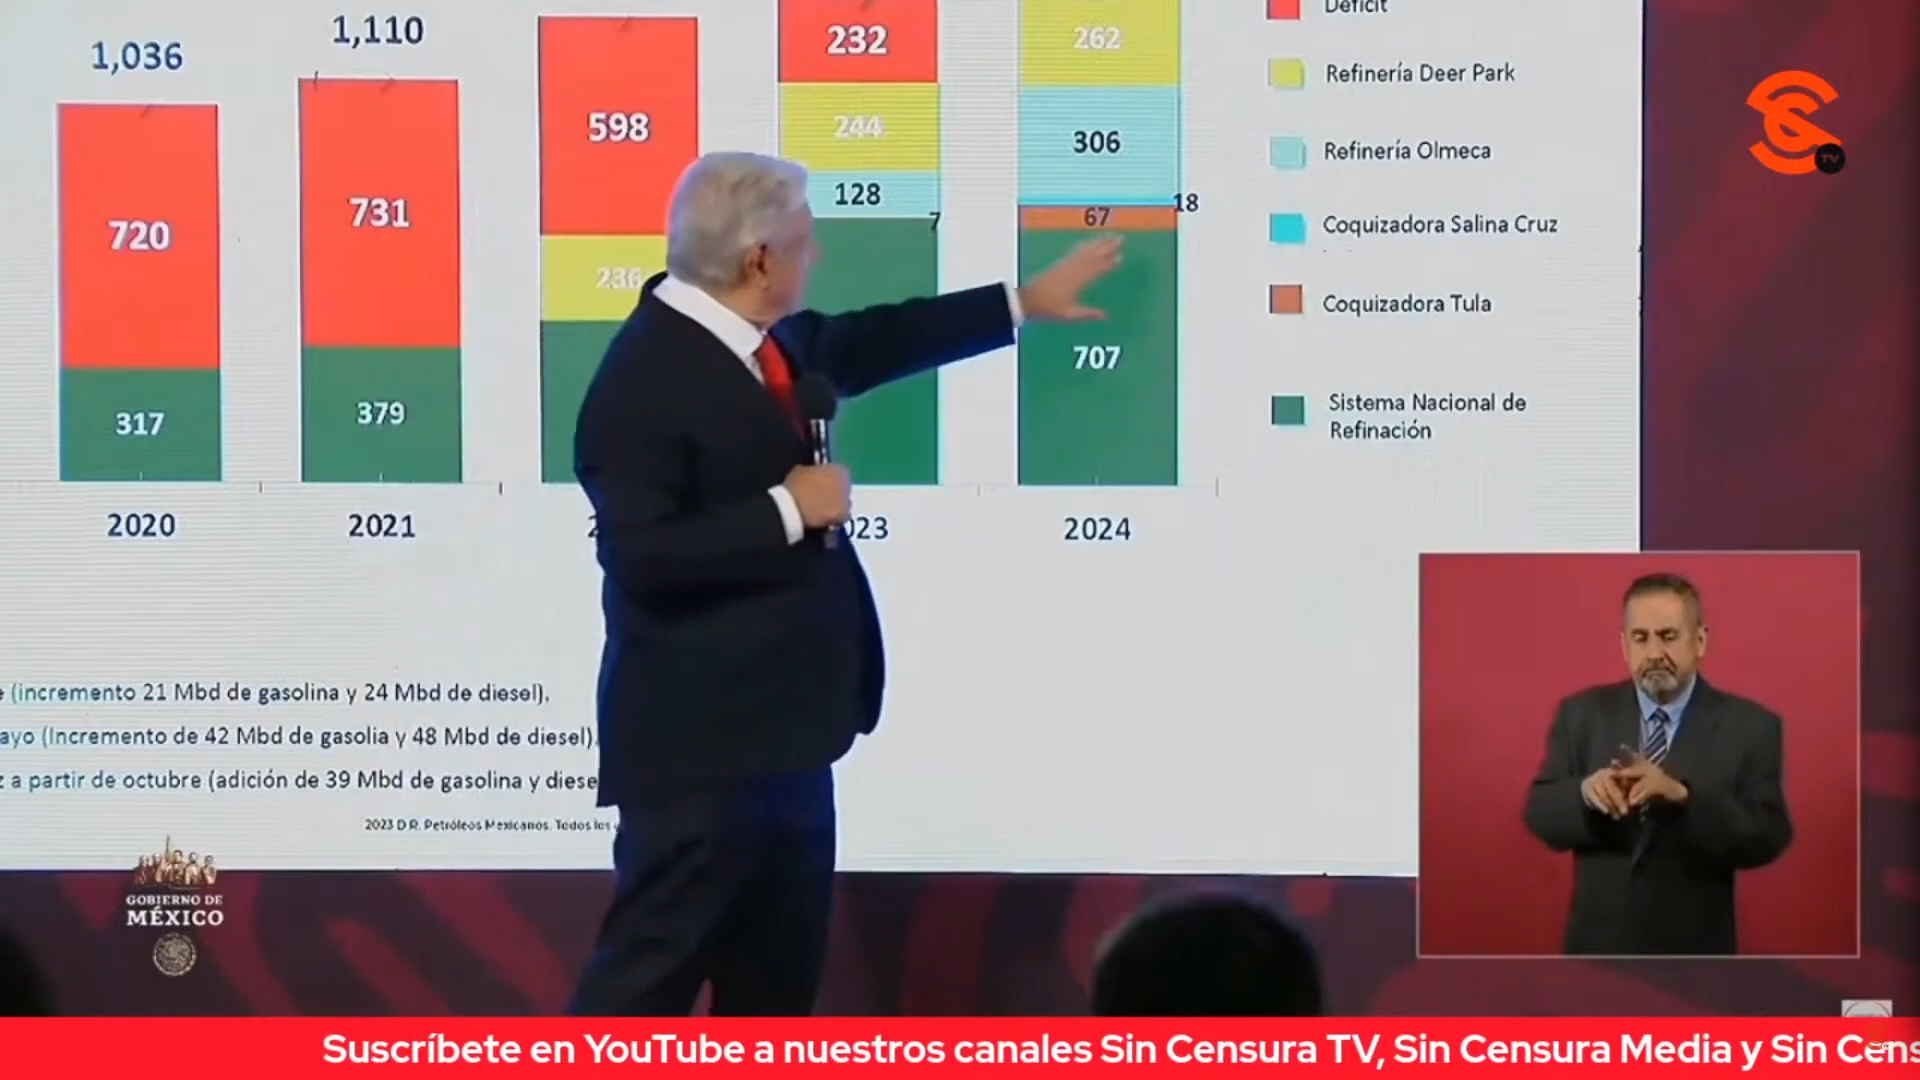 1,036
1,110
720
317
2020
731
379
2021
598
236
232
244
128
7
262
306
18
67
707
2024
Déficit
Refinería Deer Park
Refinería Olmeca
Coquizadora Salina Cruz
Coquizadora Tula
Sistema Nacional de
Refinación
TV
(incremento 21 Mbd de gasolina y 24 Mbd de diesel).
(Incremento de 42 Mbd de gasolia y 48 Mbd de diesel).
a partir de octubre (adición de 39 Mbd de gasolina y diese
2023 D.R. Petróleos Mexicanos. Todos los
GOBIERNO DE
MÉXICO
Suscríbete en YouTube a nuestros canales Sin Censura TV, Sin Censura Media y Sin Cens